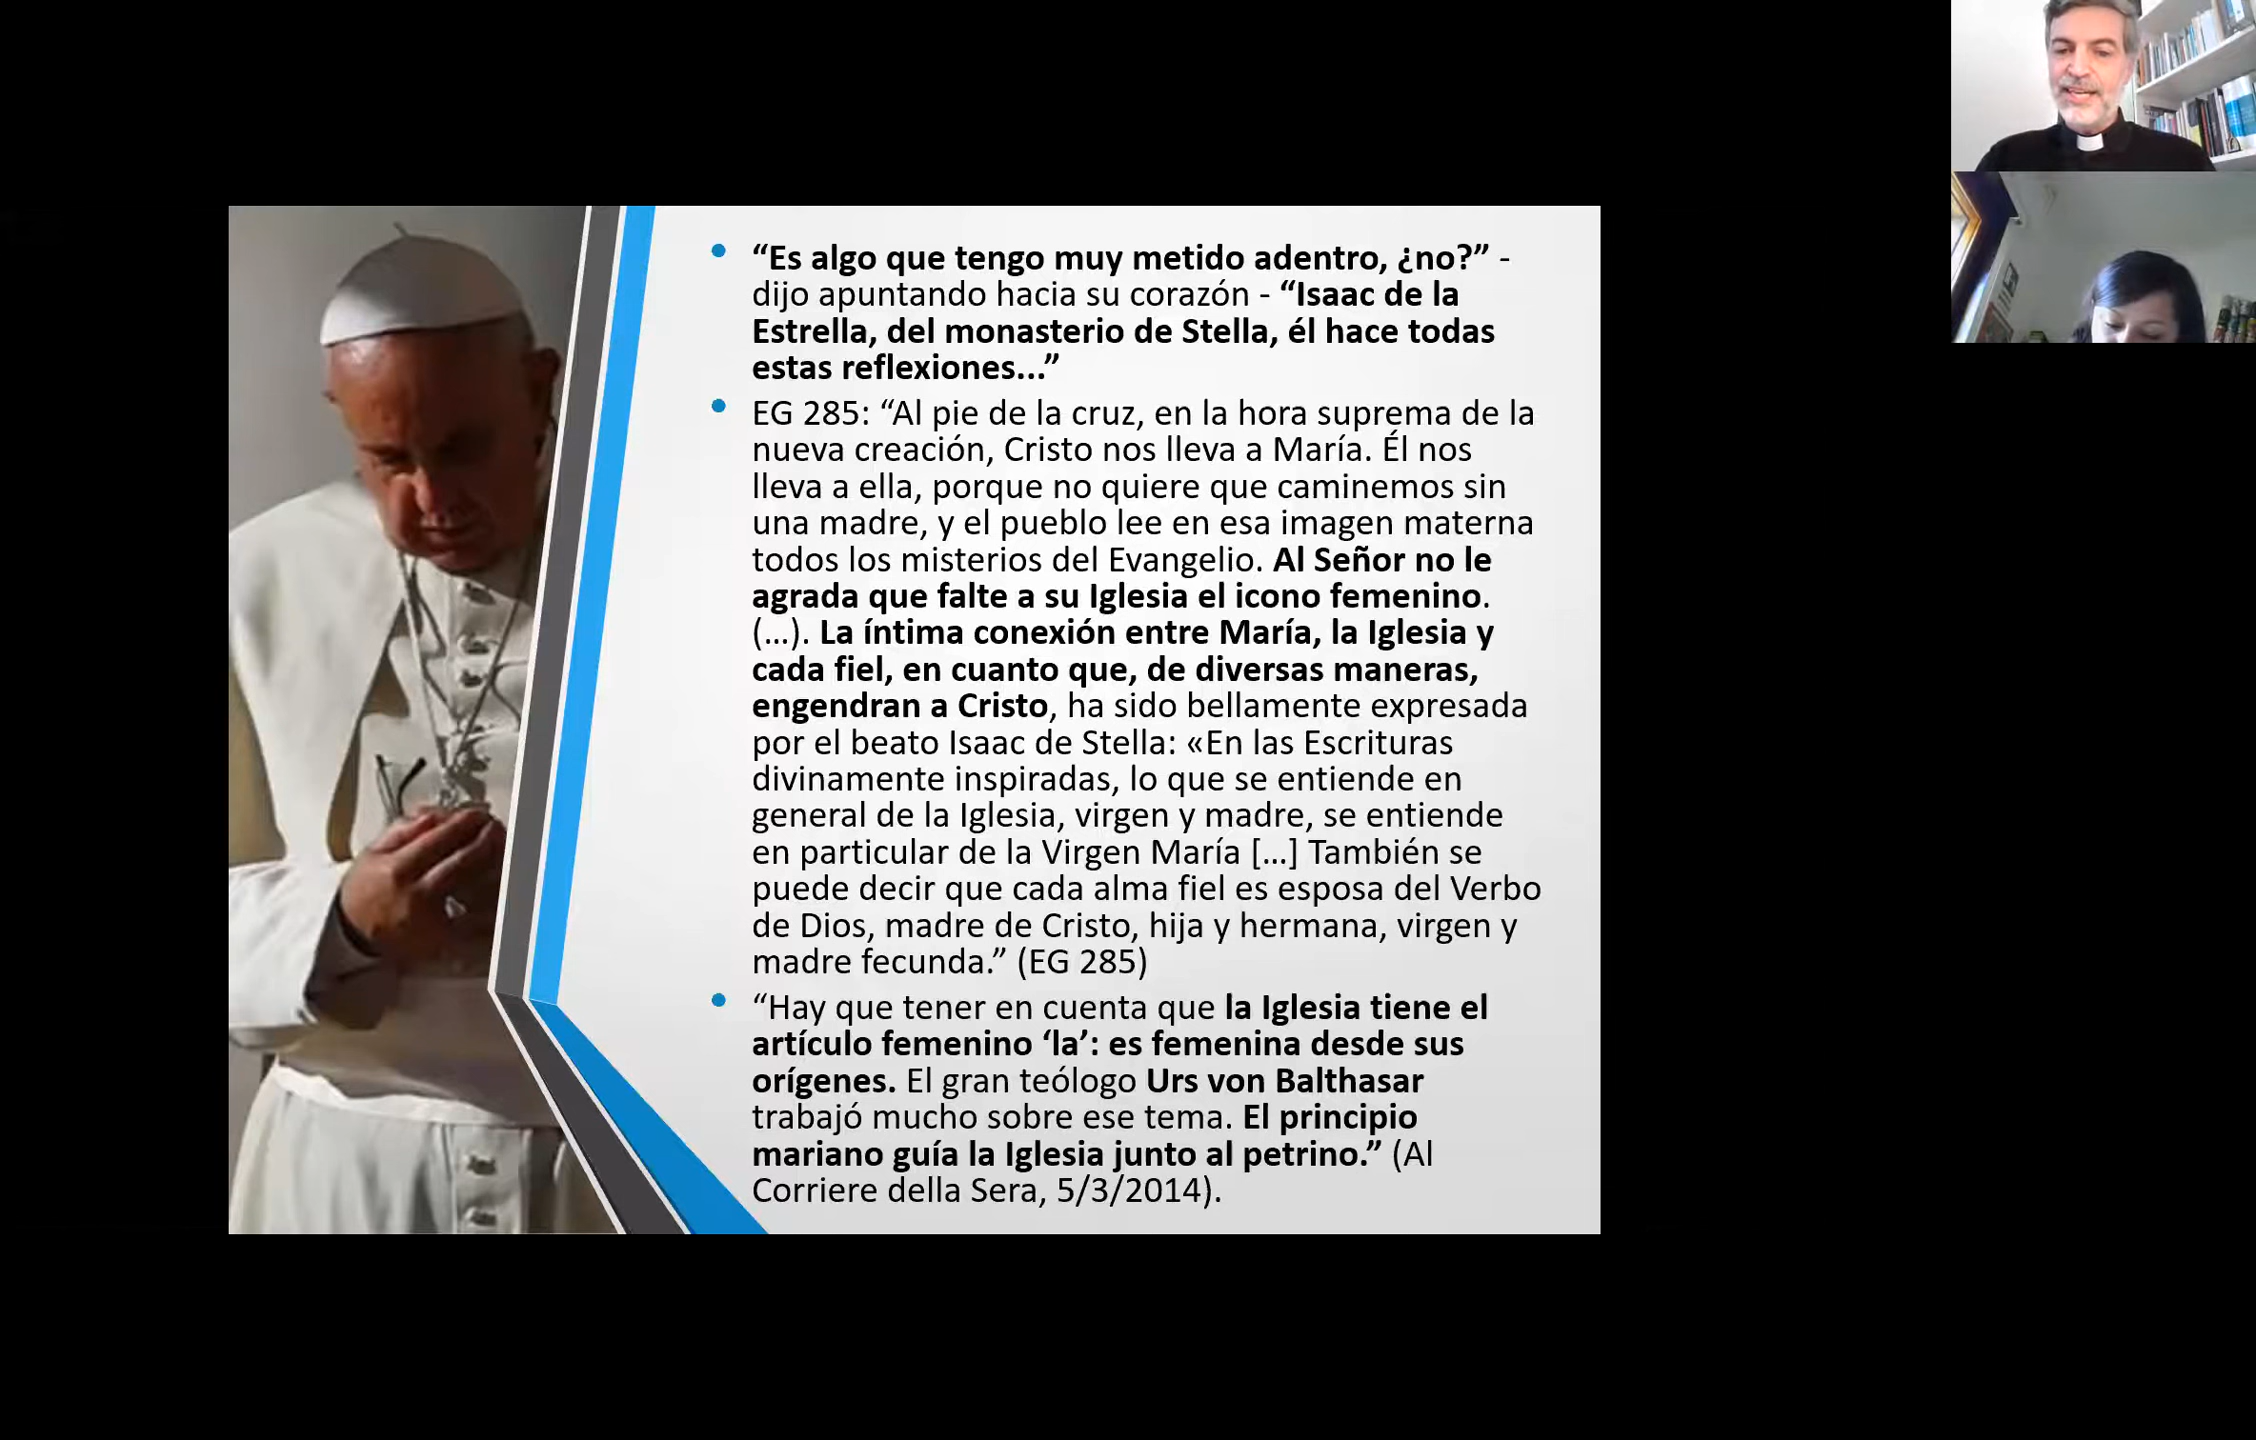 “Es algo que tengo muy metido adentro, ¿no?” -
dijo apuntando hacia su corazón - “Isaac de la
Estrella, del monasterio de Stella, él hace todas
estas reflexiones...”
EG 285: “Al pie de la cruz, en la hora suprema de la
nueva creación, Cristo nos lleva a María. Él nos
lleva a ella, porque no quiere que caminemos sin
una madre, y el pueblo lee en esa imagen materna
todos los misterios del Evangelio. Al Señor no le
agrada que falte a su Iglesia el icono femenino.
(...). La íntima conexión entre María, la Iglesia y
cada fiel, en cuanto que, de diversas maneras,
engendran a Cristo, ha sido bellamente expresada
por el beato Isaac de Stella: «En las Escrituras
divinamente inspiradas, lo que se entiende en
general de la Iglesia, virgen y madre, se entiende
en particular de la Virgen María [...] También se
puede decir que cada alma fiel es esposa del Verbo
de Dios, madre de Cristo, hija y hermana, virgen y
madre fecunda.” (EG 285)
“Hay que tener en cuenta que la Iglesia tiene el
artículo femenino ‘la’: es femenina desde sus
orígenes. El gran teólogo Urs von Balthasar
trabajó mucho sobre ese tema. El principio
mariano guía la Iglesia junto al petrino.” (Al
Corriere della Sera, 5/3/2014).